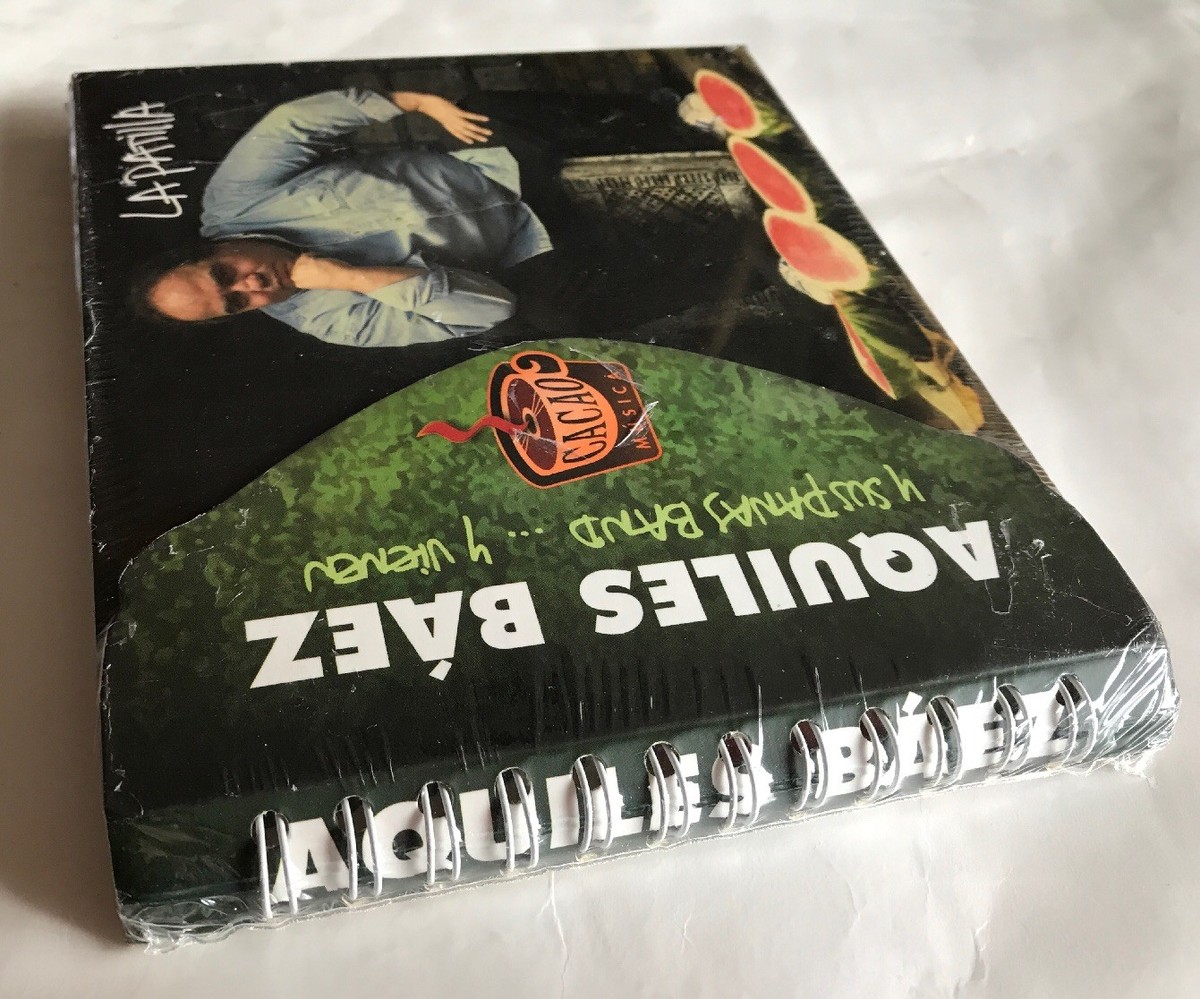 LA PATILLA
CACAO
MÚSICA
AQUILES BÁEZ
y SUS PANAS BAND ... y VIENEN
AQUILES BÁEZ